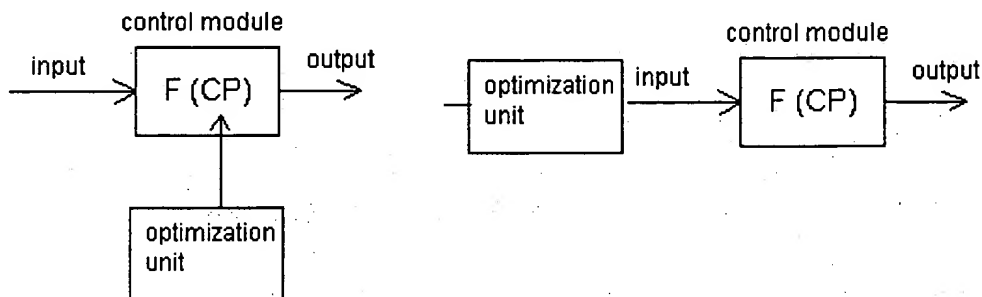 control module
input
F (CP)
output
optimization
unit
control module
optimization
unit
input
F (CP)
output